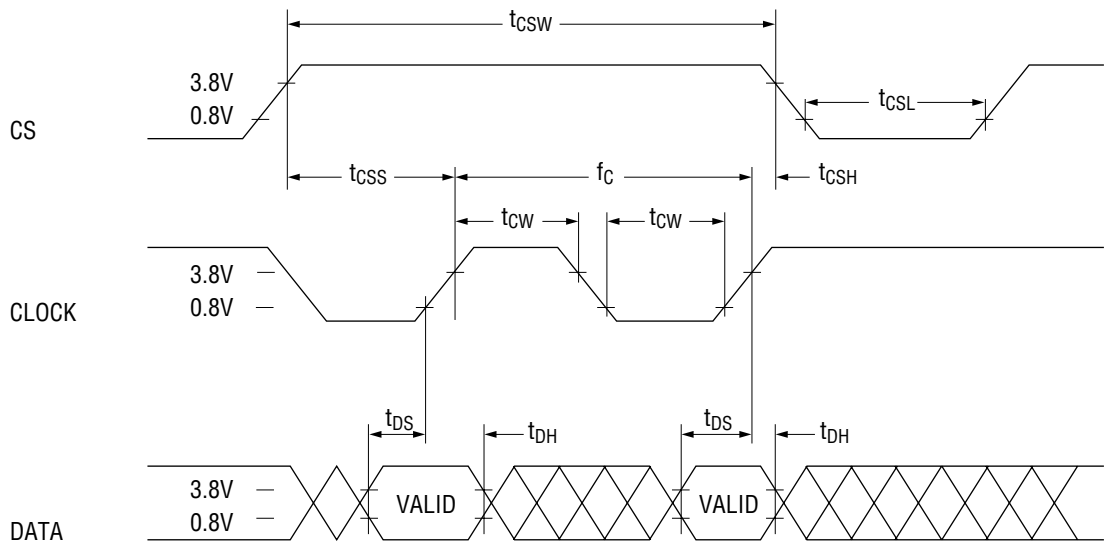 tCSW
3.8V
0.8V
CS
tCSL
tCSS
fC
tCSH
tCW
tCW
3.8V
0.8V
CLOCK
tDS
tDH
tDS
tDH
3.8V
0.8V
VALID
VALID
DATA